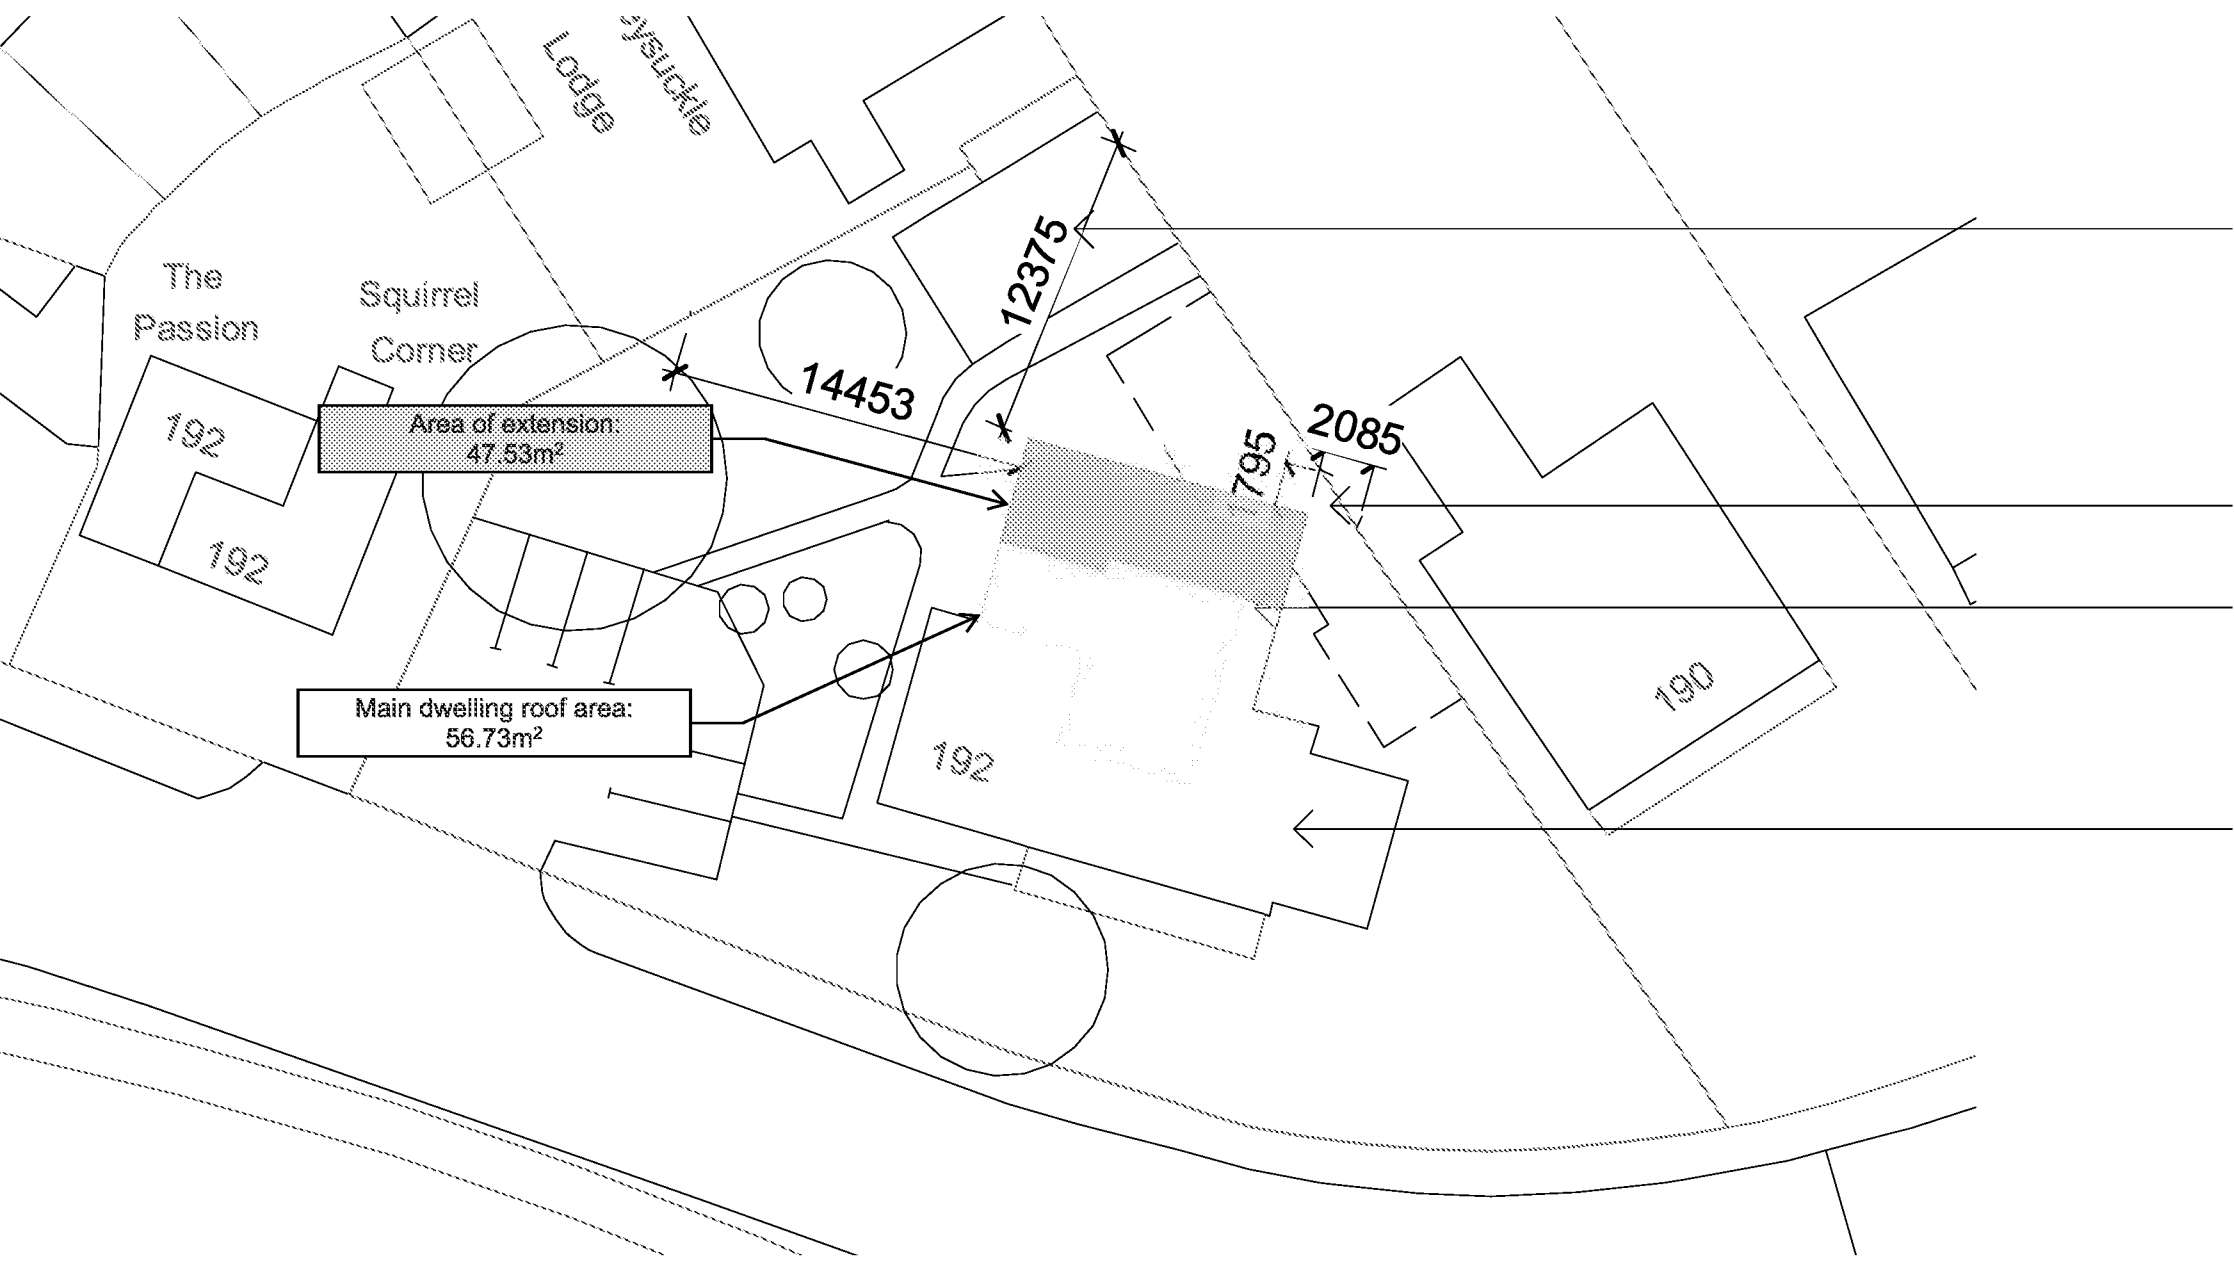 Lodge
ysuckle
The
Passion
Squirrel
Corner
12375
14453
2085
Area of extension:
47.53m²
192
192
Main dwelling roof area:
56.73m²
192
190